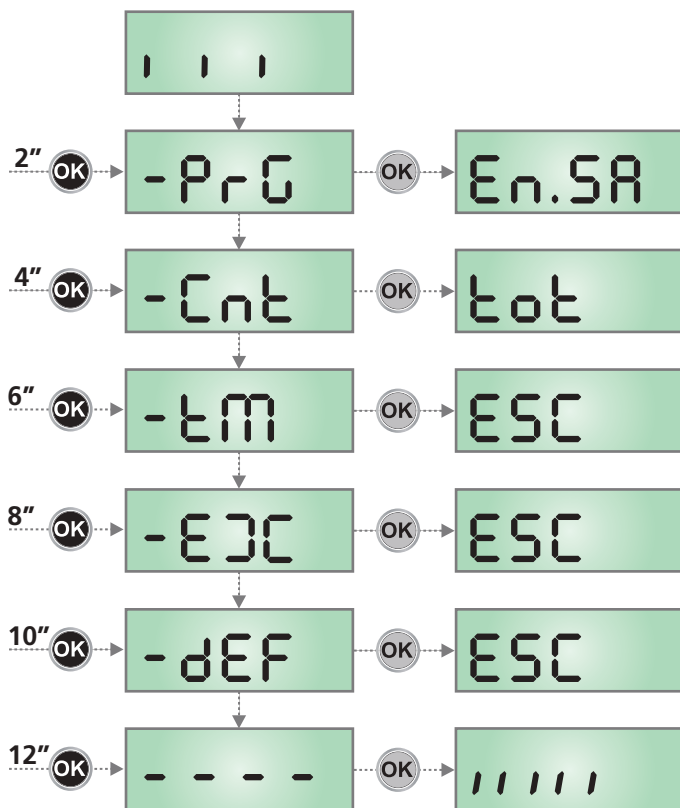 ı ı ı
2” OK -PrG OK En.SA
4” OK -Cnt OK tot
6” OK -tM OK ESC
8” OK -EJC OK ESC
10” OK -dEF OK ESC
12” OK - - - - OK ı ı ı ı ı